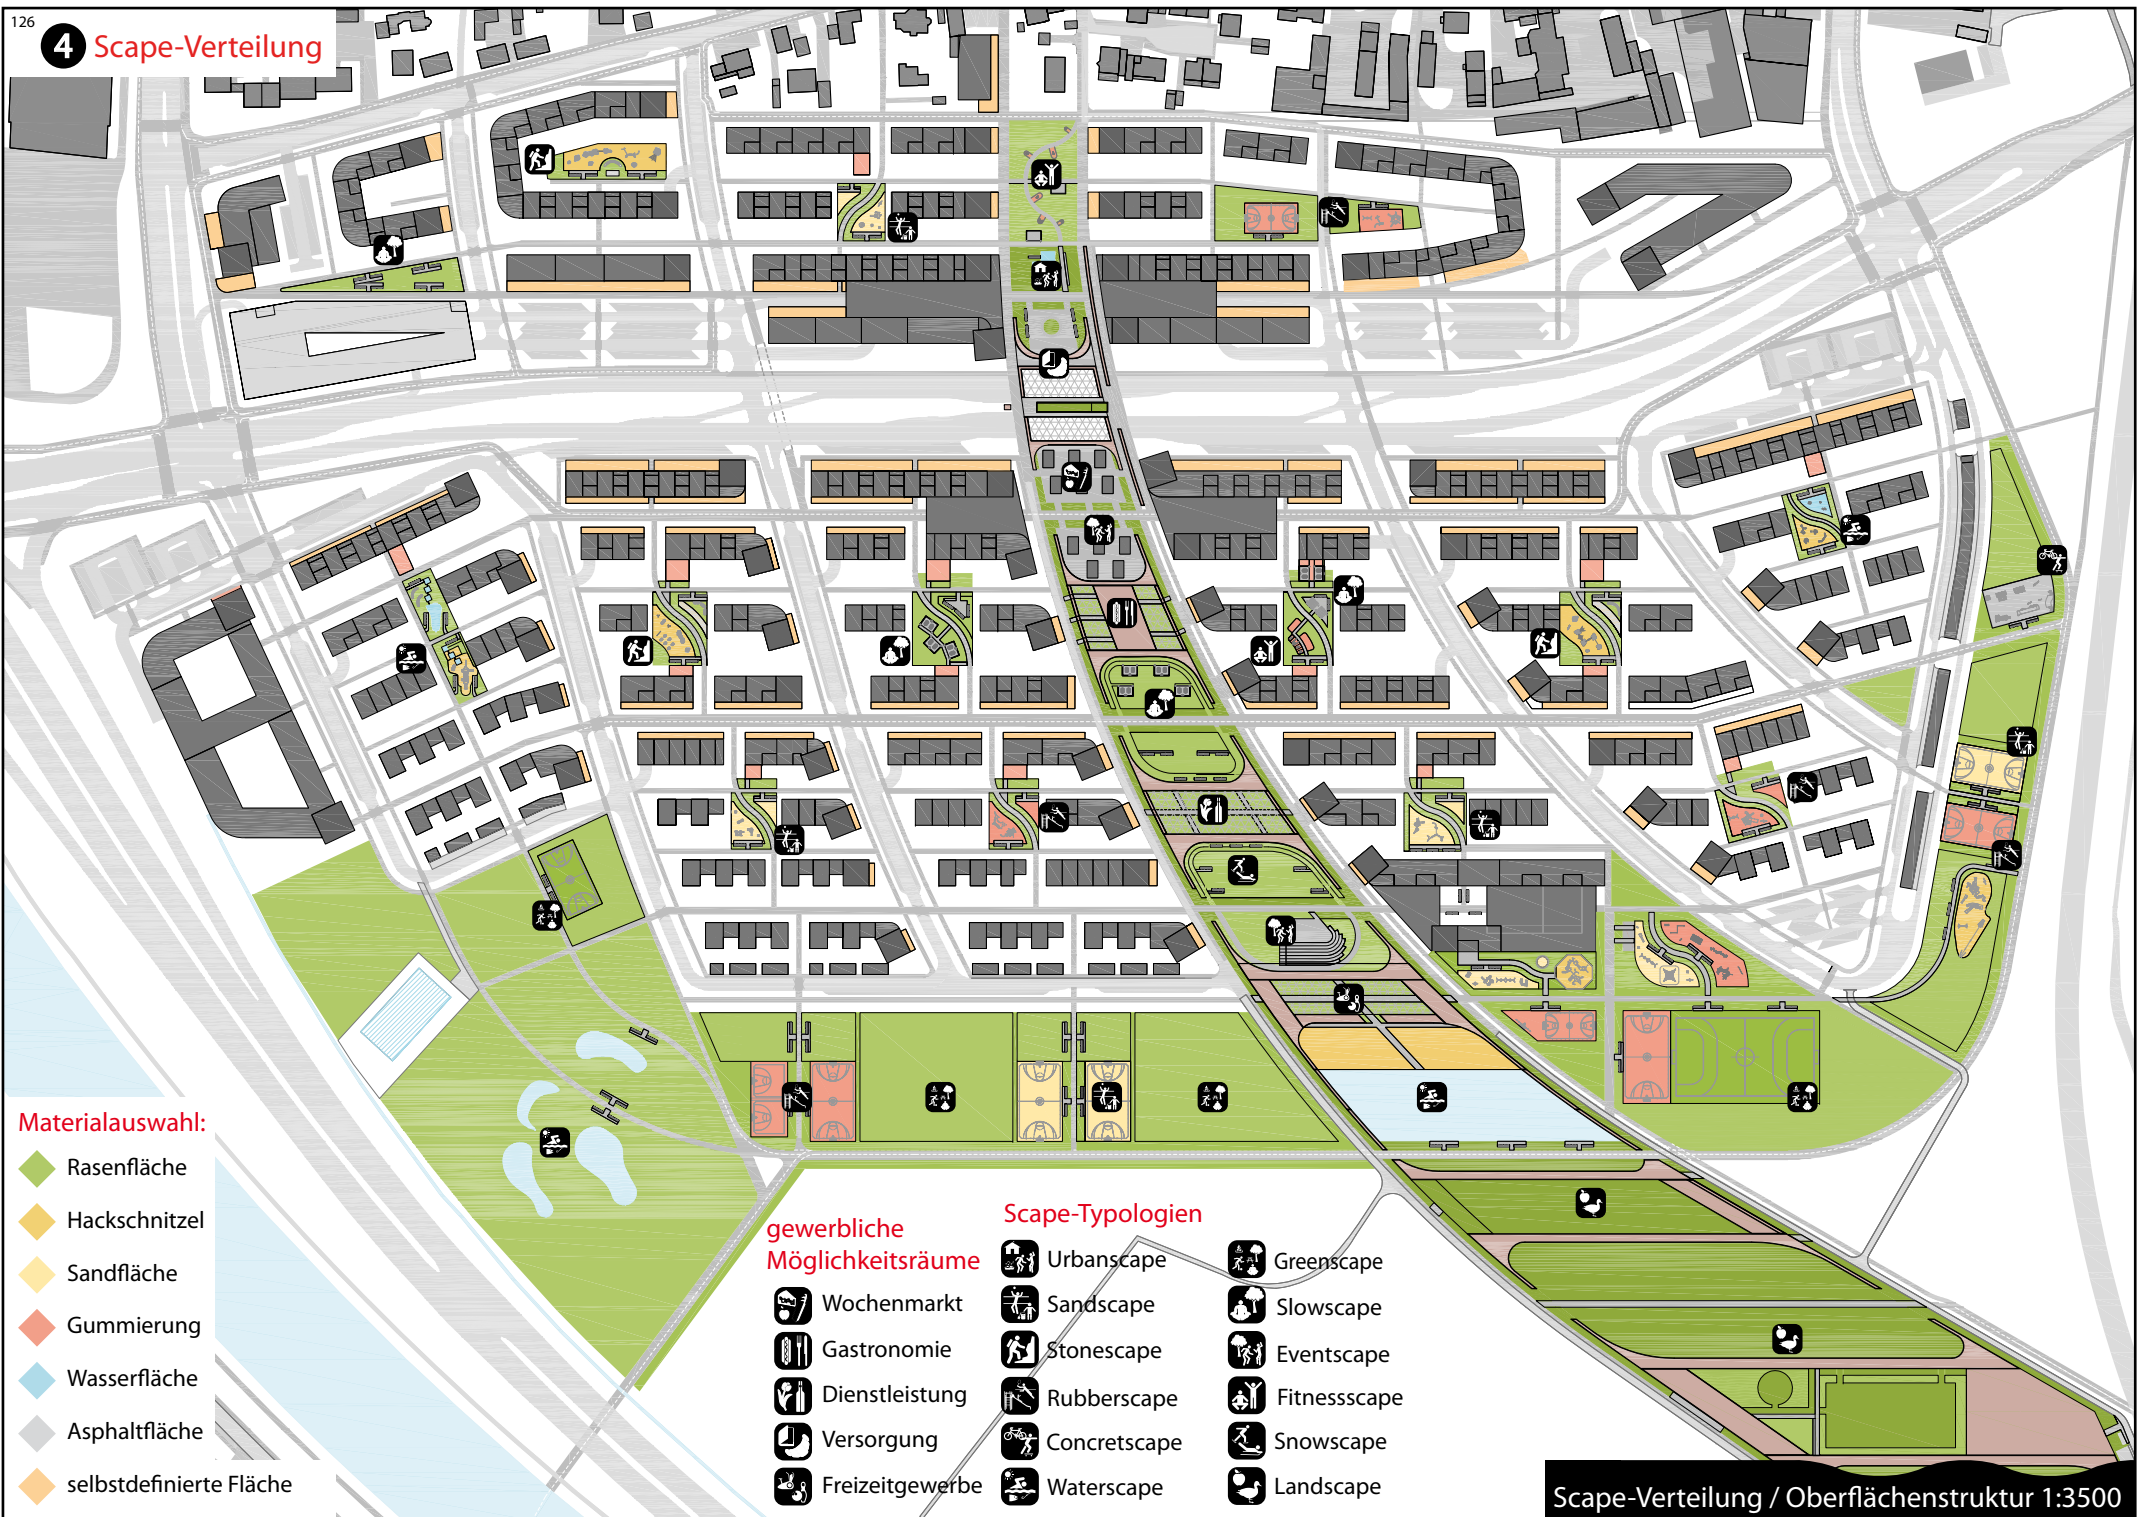 126
4 Scape-Verteilung
Materialauswahl:
Rasenfläche
Hackschnitzel
Sandfläche
Gummierung
Wasserfläche
Asphaltfläche
selbstdefinierte Fläche
gewerbliche
Möglichkeitsräume
Wochenmarkt
Gastronomie
Dienstleistung
Versorgung
Freizeitgewerbe
Scape-Typologien
Urbanscape
Sandscape
Stonescape
Rubberscape
Concretscape
Waterscape
Greenscape
Slowscape
Eventscape
Fitnessscape
Snowscape
Landscape
Scape-Verteilung / Oberflächenstruktur 1:3500